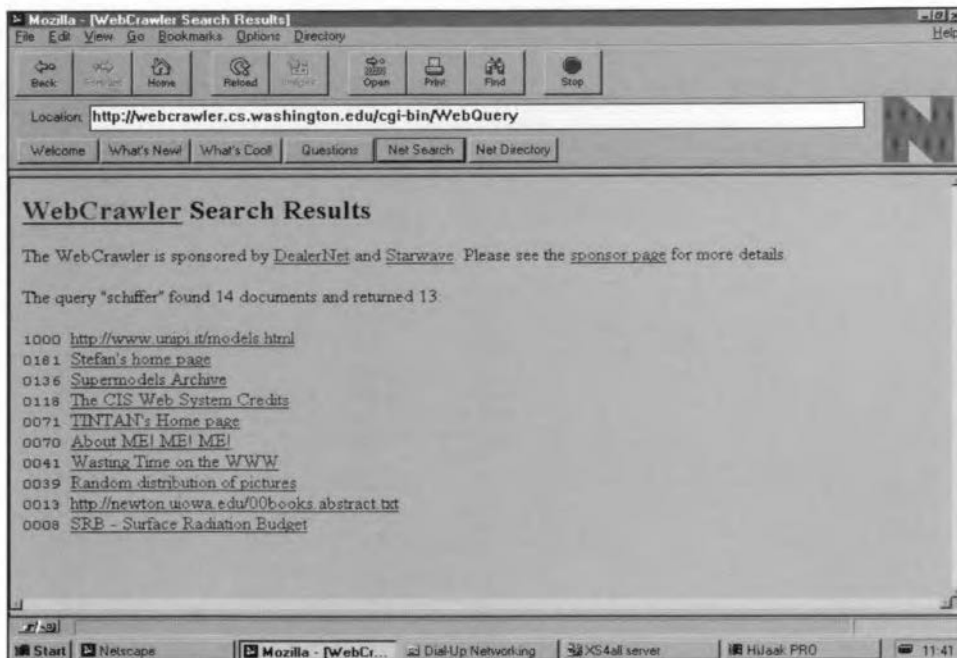 Mozilla - [WebCrawler Search Results]
File Edit View Go Bookmarks Options Directory Help
Back Home Reload Open Print Find Stop
Location: http://webcrawler.cs.washington.edu/cgi-bin/WebQuery
Welcome What's New! What's Cool! Questions Net Search Net Directory
N
WebCrawler Search Results
The WebCrawler is sponsored by DealerNet and Starwave. Please see the sponsor page for more details.
The query "schiffer" found 14 documents and returned 13:
1000 http://www.unipi.it/models.html
0181 Stefan's home page
0136 Supermodels Archive
0118 The CIS Web System Credits
0071 TINTAN's Home page
0070 About ME! ME! ME!
0041 Wasting Time on the WWW
0039 Random distribution of pictures
0013 http://newton.uiowa.edu/00books.abstract.txt
0008 SRB - Surface Radiation Budget
Start Netscape Mozilla - [WebCr... Dial-Up Networking XS4all server HiJaak PRO 11:41